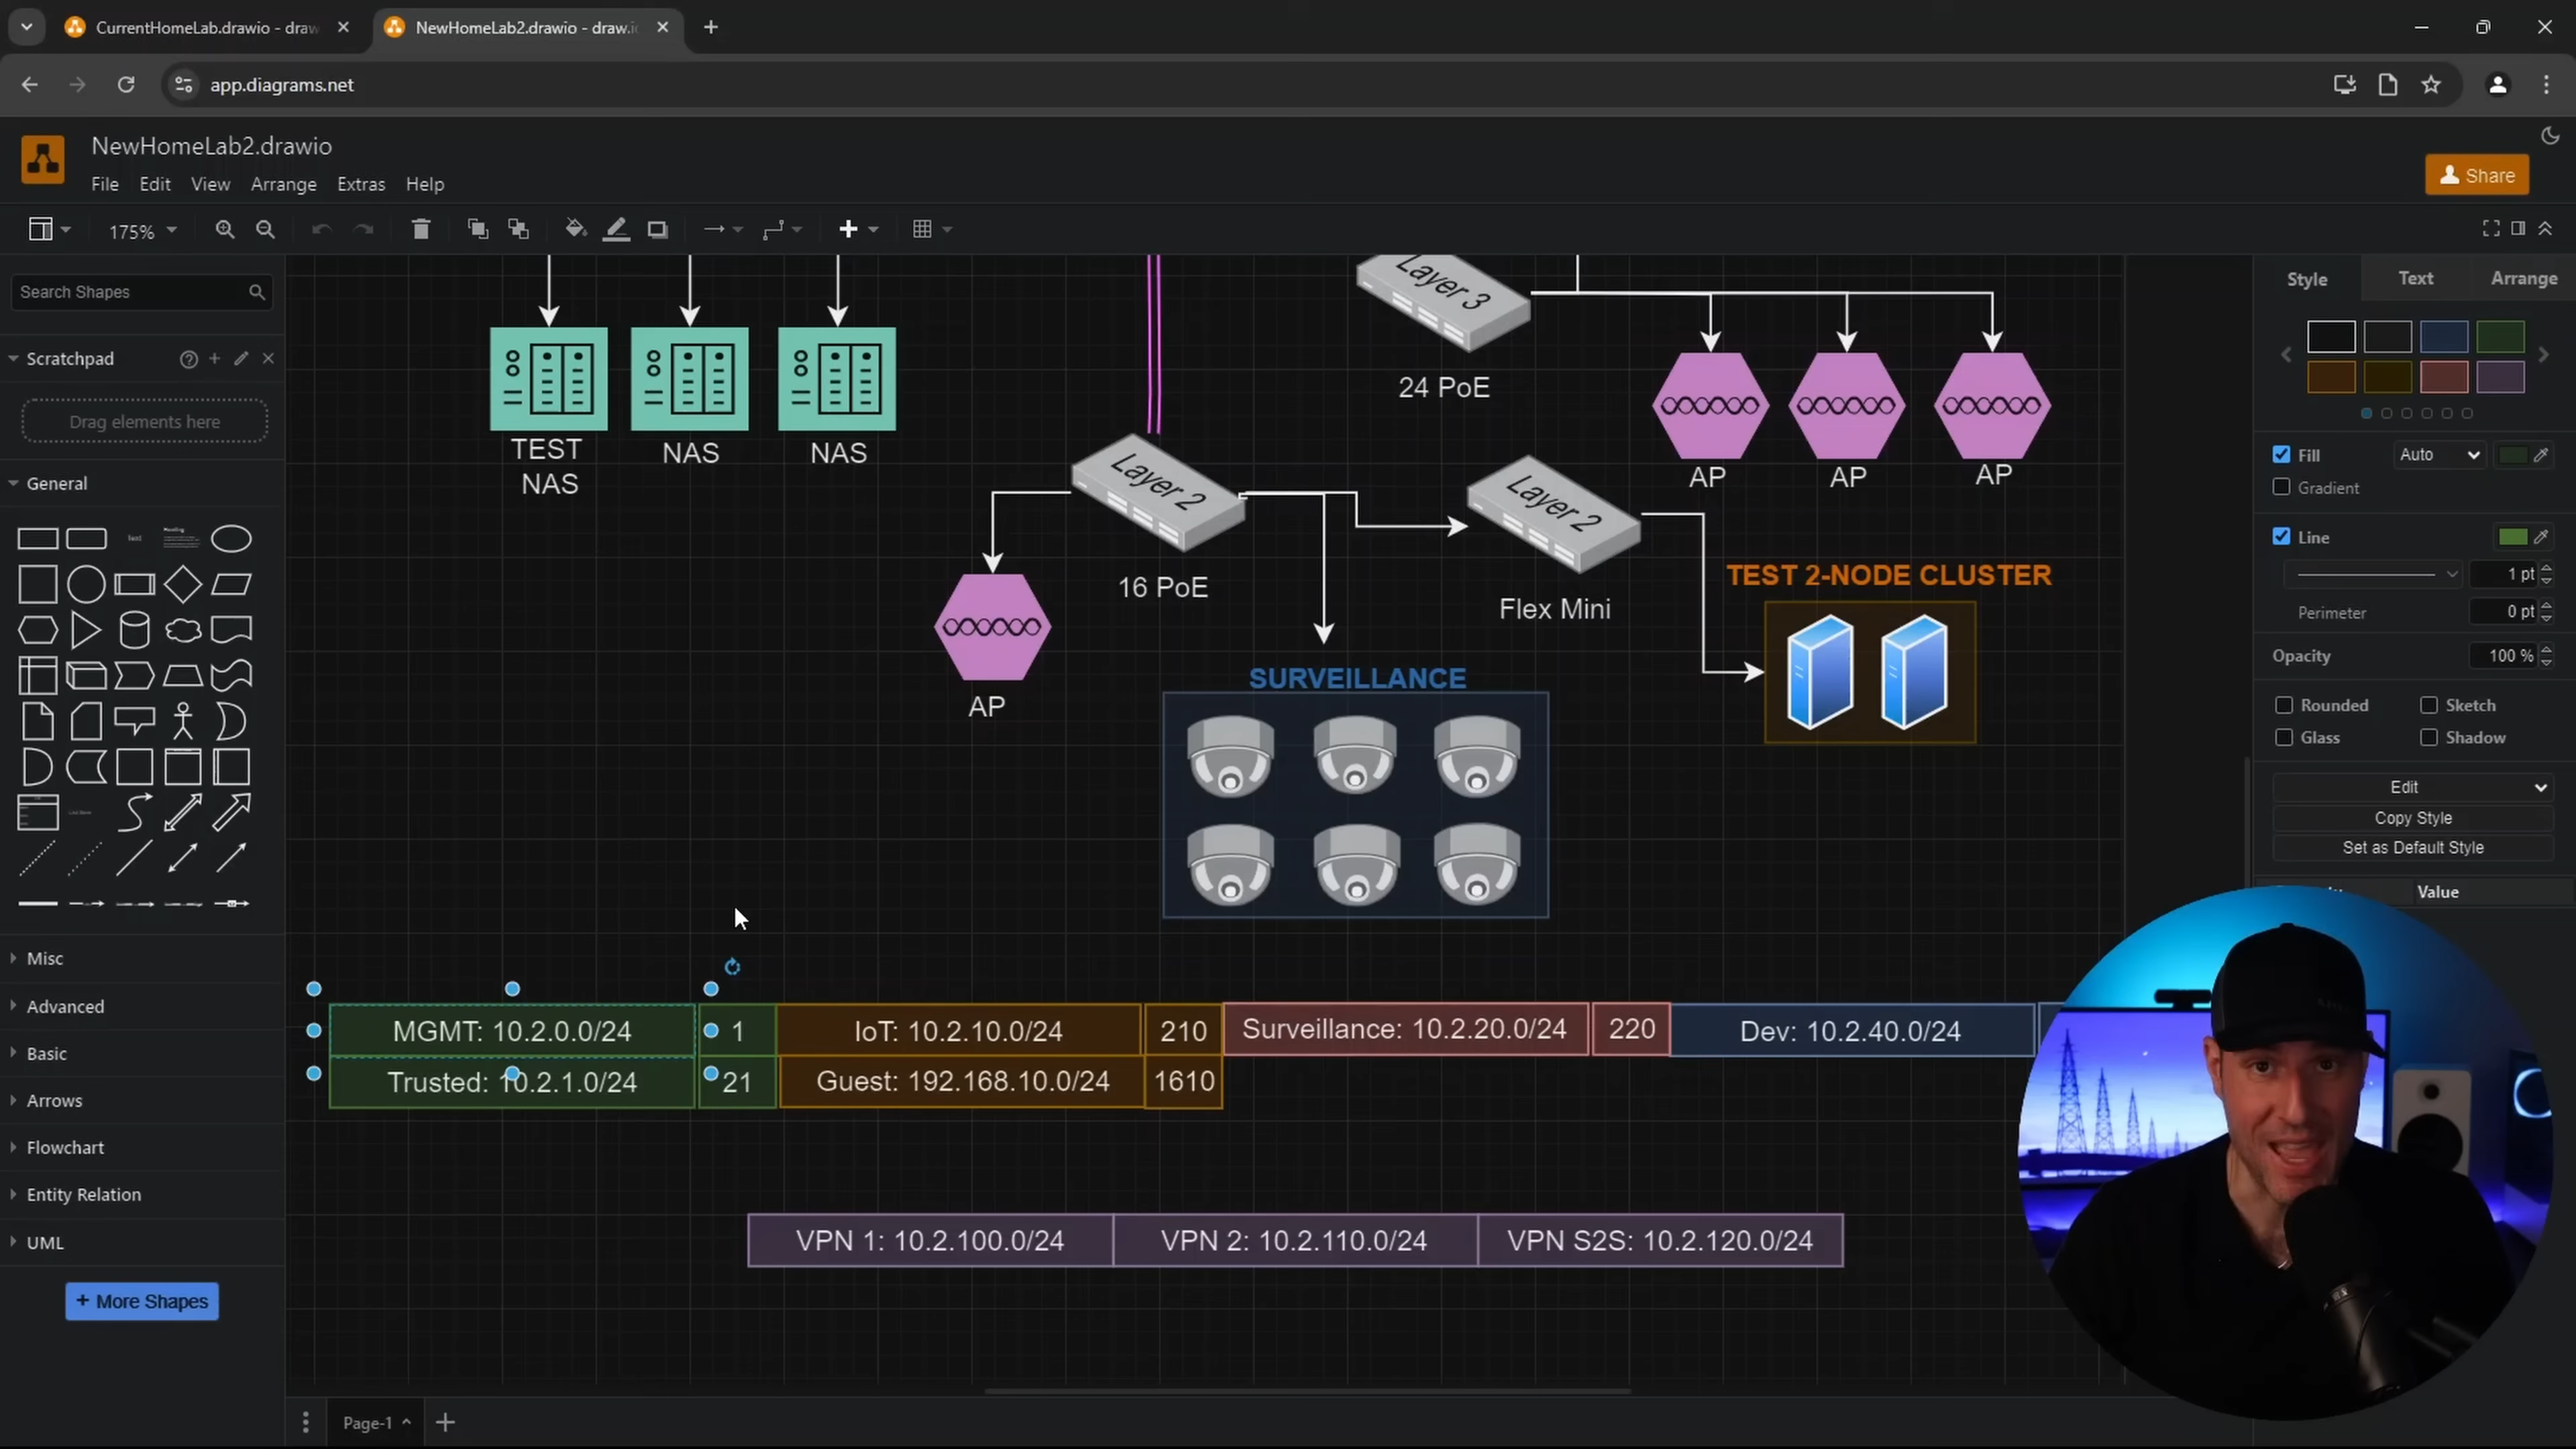 CurrentHomeLab.drawio - draw
NewHomeLab2.drawio - draw.i
app.diagrams.net
NewHomeLab2.drawio
File Edit View Arrange Extras Help
Share
175%
Search Shapes
Scratchpad
Drag elements here
General
Text
Heading
Misc
Advanced
Basic
Arrows
Flowchart
Entity Relation
UML
+ More Shapes
TEST
NAS
NAS
NAS
Layer 3
24 PoE
AP
AP
AP
Layer 2
16 PoE
AP
Layer 2
Flex Mini
TEST 2-NODE CLUSTER
SURVEILLANCE
MGMT: 10.2.0.0/24 1 IoT: 10.2.10.0/24 210 Surveillance: 10.2.20.0/24 220 Dev: 10.2.40.0/24
Trusted: 10.2.1.0/24 21 Guest: 192.168.10.0/24 1610
VPN 1: 10.2.100.0/24 VPN 2: 10.2.110.0/24 VPN S2S: 10.2.120.0/24
Page-1
Style Text Arrange
Fill Auto
Gradient
Line
1 pt
Perimeter 0 pt
Opacity 100 %
Rounded Sketch
Glass Shadow
Edit
Copy Style
Set as Default Style
Value